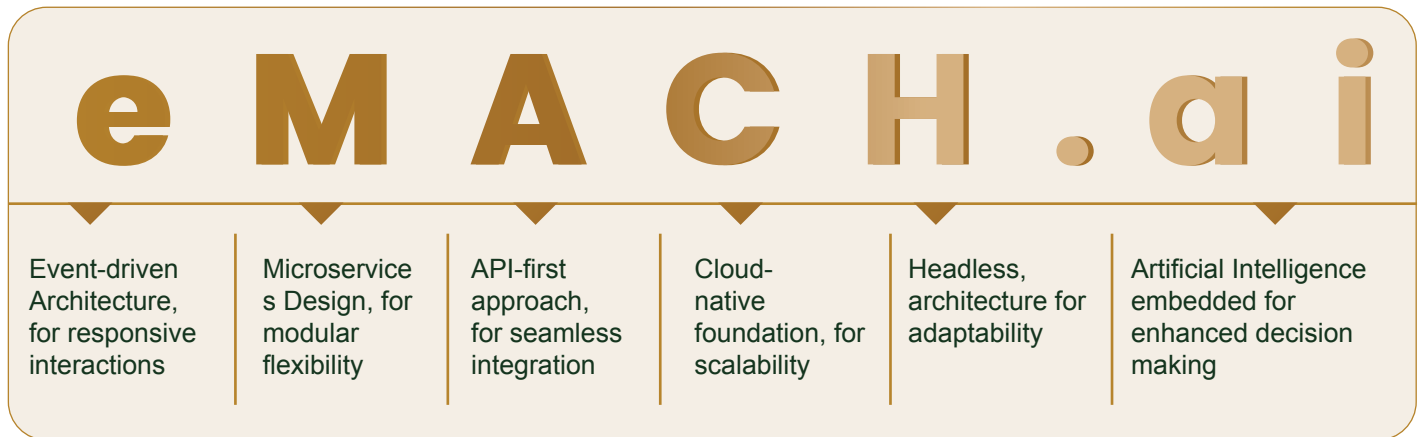 eMACH.ai
Event-driven
Architecture,
for responsive
interactions
Microservice
s Design, for
modular
flexibility
API-first
approach,
for seamless
integration
Cloud-
native
foundation, for
scalability
Headless,
architecture for
adaptability
Artificial Intelligence
embedded for
enhanced decision
making